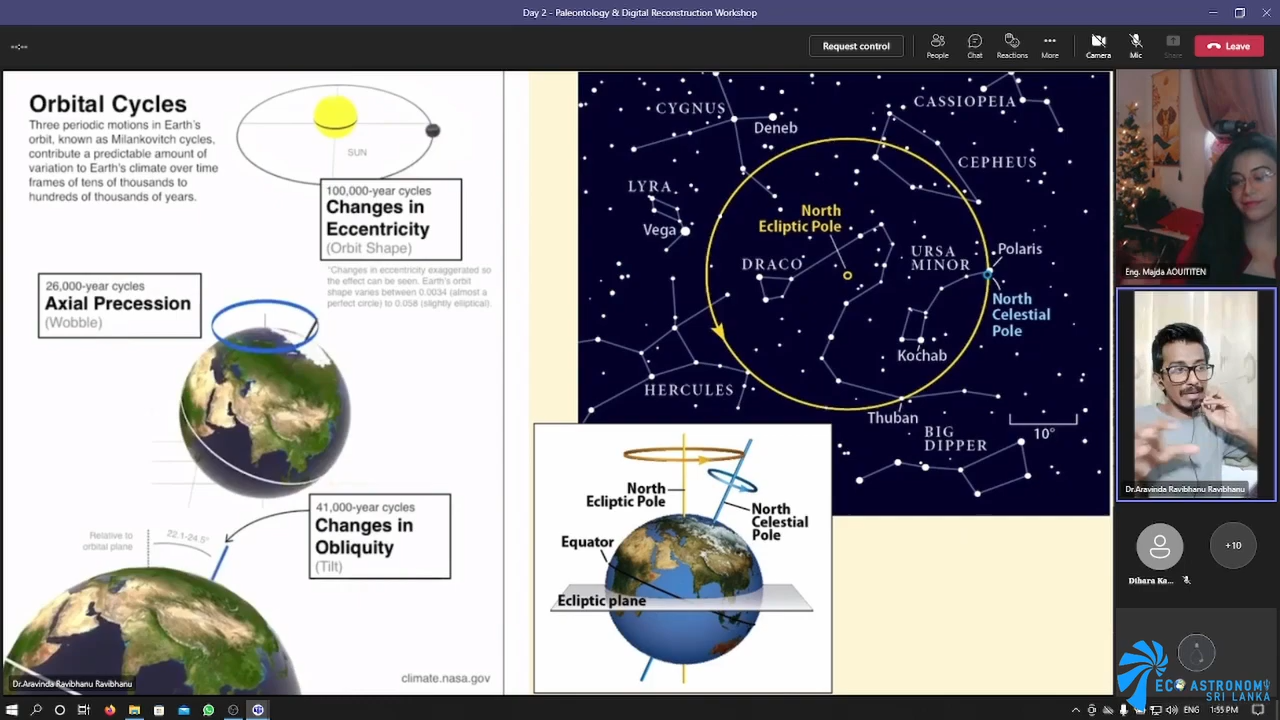 Day 2 - Paleontology & Digital Reconstruction Workshop
Request control
People
Chat
Reactions
More
Camera
Mic
Share
Leave
Orbital Cycles
Three periodic motions in Earth's
orbit, known as Milankovitch cycles,
contribute a predictable amount of
variation to Earth's climate over time
frames of tens of thousands to
hundreds of thousands of years.
SUN
100,000-year cycles
Changes in
Eccentricity
(Orbit Shape)
*Changes in eccentricity exaggerated so
the effect can be seen. Earth's orbit
shape varies between 0.0034 (almost a
perfect circle) to 0.058 (slightly elliptical).
26,000-year cycles
Axial Precession
(Wobble)
41,000-year cycles
Changes in
Obliquity
(Tilt)
Relative to
orbital plane
22.1-24.5°
climate.nasa.gov
Dr.Aravinda Ravibhanu Ravibhanu
CYGNUS
Deneb
CASSIOPEIA
CEPHEUS
LYRA
Vega
North
Ecliptic Pole
DRACO
URSA
MINOR
Polaris
North
Celestial
Pole
Kochab
HERCULES
Thuban
BIG
DIPPER
10°
North
Ecliptic Pole
North
Celestial
Pole
Equator
Ecliptic plane
Eng. Majda AOUITITEN
Dr.Aravinda Ravibhanu Ravibhanu
Dihara Ka...
+10
ECO ASTRONOMY
SRI LANKA
1:55 PM